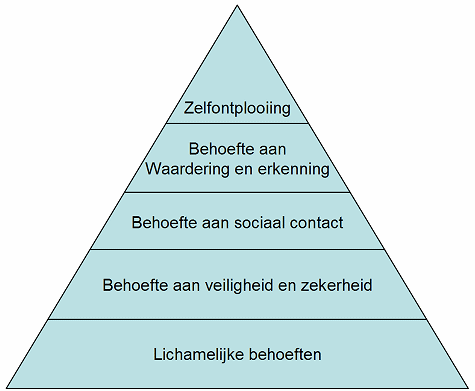 Zelfontplooiing
Behoefte aan
Waardering en erkenning
Behoefte aan sociaal contact
Behoefte aan veiligheid en zekerheid
Lichamelijke behoeften